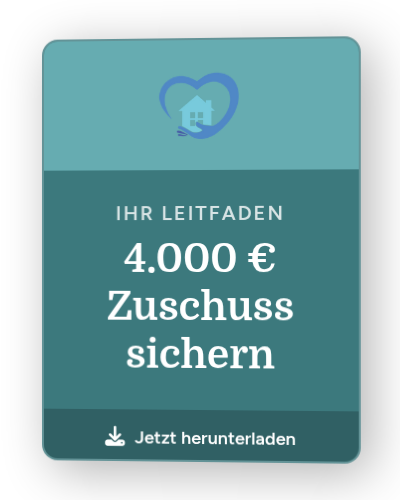 IHR LEITFADEN
4.000 €
Zuschuss
sichern
Jetzt herunterladen